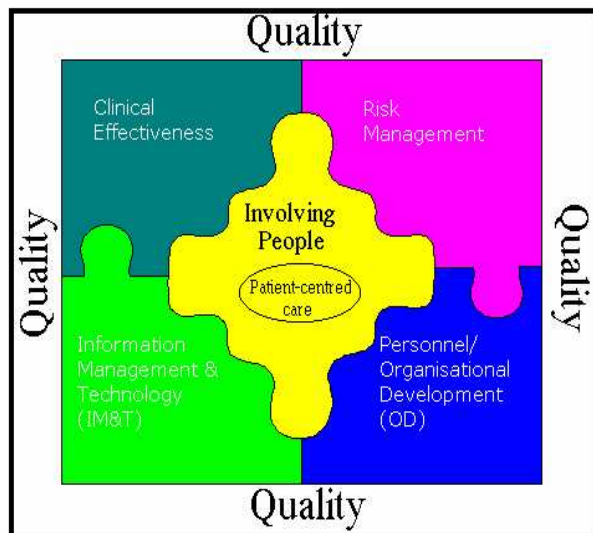 Quality
Clinical
Effectiveness
Risk
Management
Quality
Involving
People
Patient-centred
care
Quality
Information
Management &
Technology
(IM&T)
Personnel/
Organisational
Development
(OD)
Quality